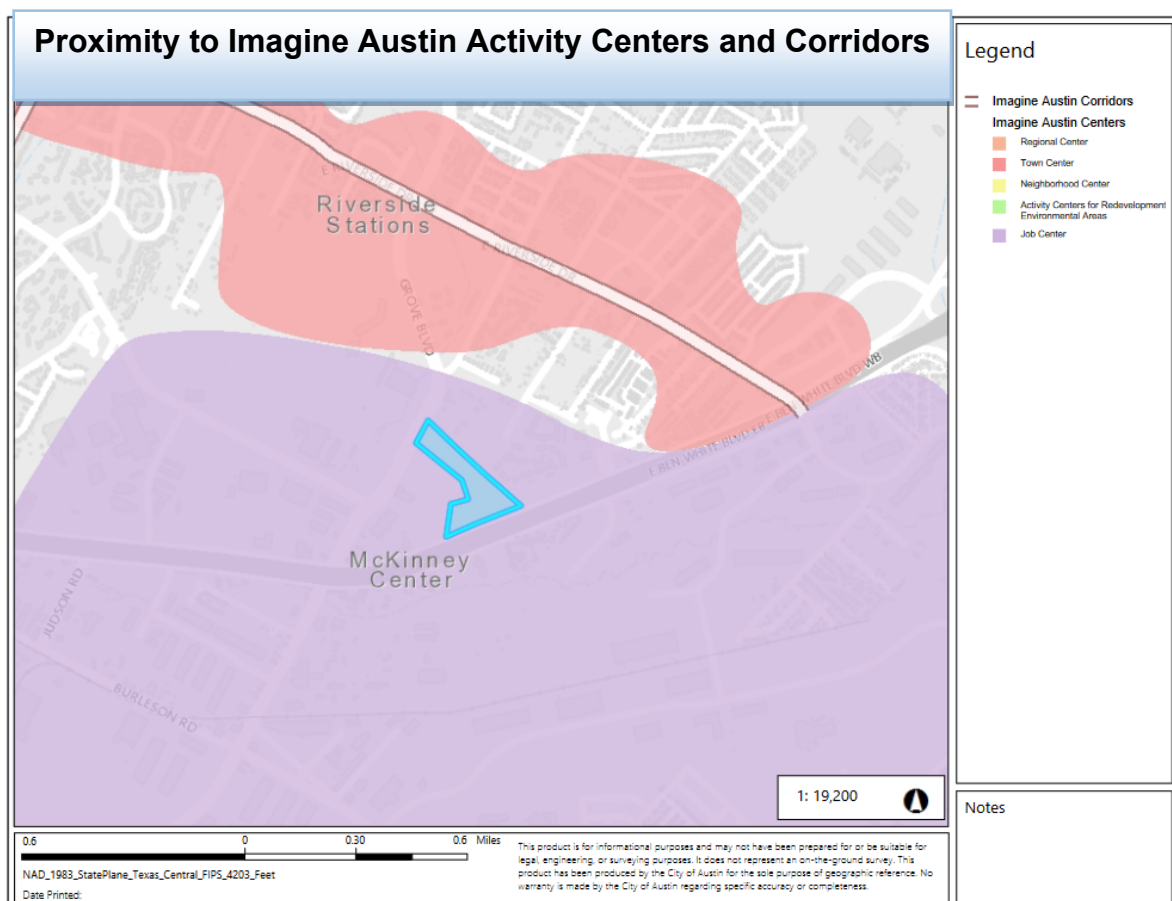 Proximity to Imagine Austin Activity Centers and Corridors
Legend
Imagine Austin Corridors
Imagine Austin Centers
Regional Center
Town Center
Neighborhood Center
Activity Centers for Redevelopment
Environmental Areas
Job Center
E RIVERSIDE DR
Riverside
Stations
E RIVERSIDE DR
GROVE BLVD
E BEN WHITE BLVD WB
E BEN WHITE BLVD EB
McKinney
Center
JUDSON RD
BURLESON RD
1: 19,200
Notes
0.6 0 0.30 0.6 Miles
NAD_1983_StatePlane_Texas_Central_FIPS_4203_Feet
Date Printed:
This product is for informational purposes and may not have been prepared for or be suitable for
legal, engineering, or surveying purposes. It does not represent an on-the-ground survey. This
product has been produced by the City of Austin for the sole purpose of geographic reference. No
warranty is made by the City of Austin regarding specific accuracy or completeness.